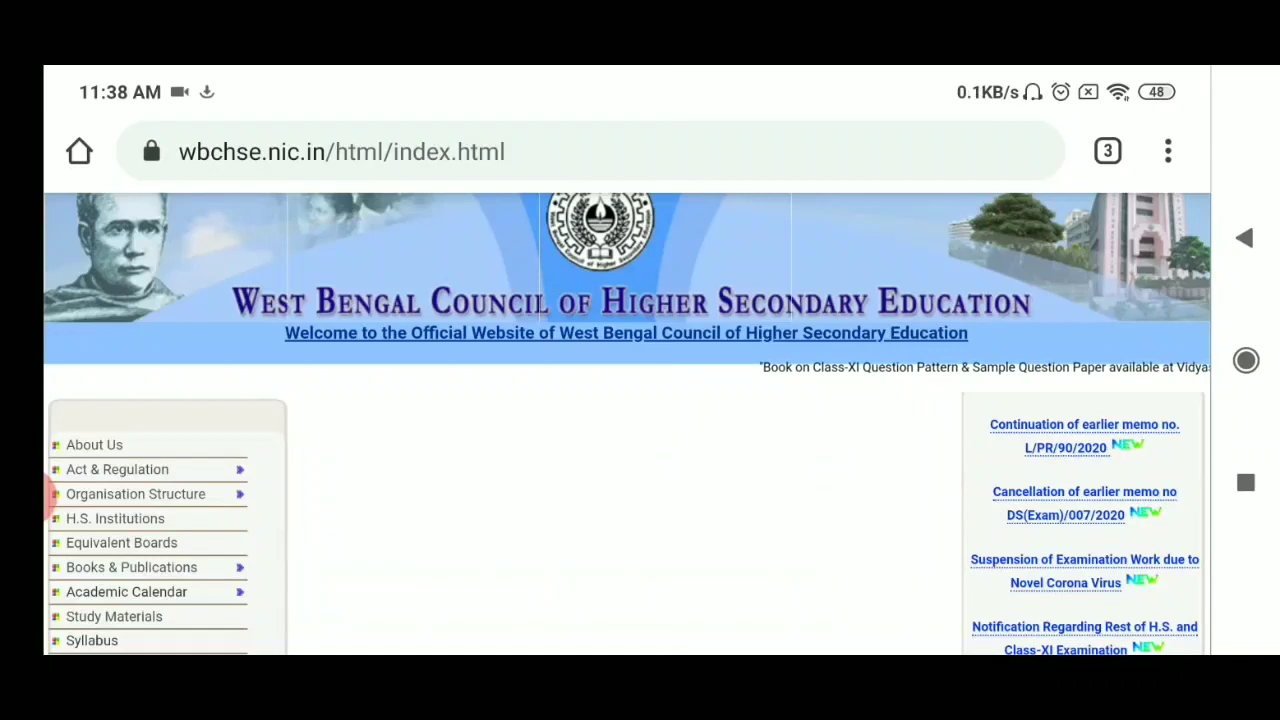 11:38 AM
0.1KB/s
48
wbchse.nic.in/html/index.html
3
WEST BENGAL COUNCIL OF HIGHER SECONDARY EDUCATION
Welcome to the Official Website of West Bengal Council of Higher Secondary Education
"Book on Class-XI Question Pattern & Sample Question Paper available at Vidya
About Us
Act & Regulation
Organisation Structure
H.S. Institutions
Equivalent Boards
Books & Publications
Academic Calendar
Study Materials
Syllabus
Continuation of earlier memo no.
L/PR/90/2020 NEW
Cancellation of earlier memo no
DS(Exam)/007/2020 NEW
Suspension of Examination Work due to
Novel Corona Virus NEW
Notification Regarding Rest of H.S. and
Class-XI Examination NEW